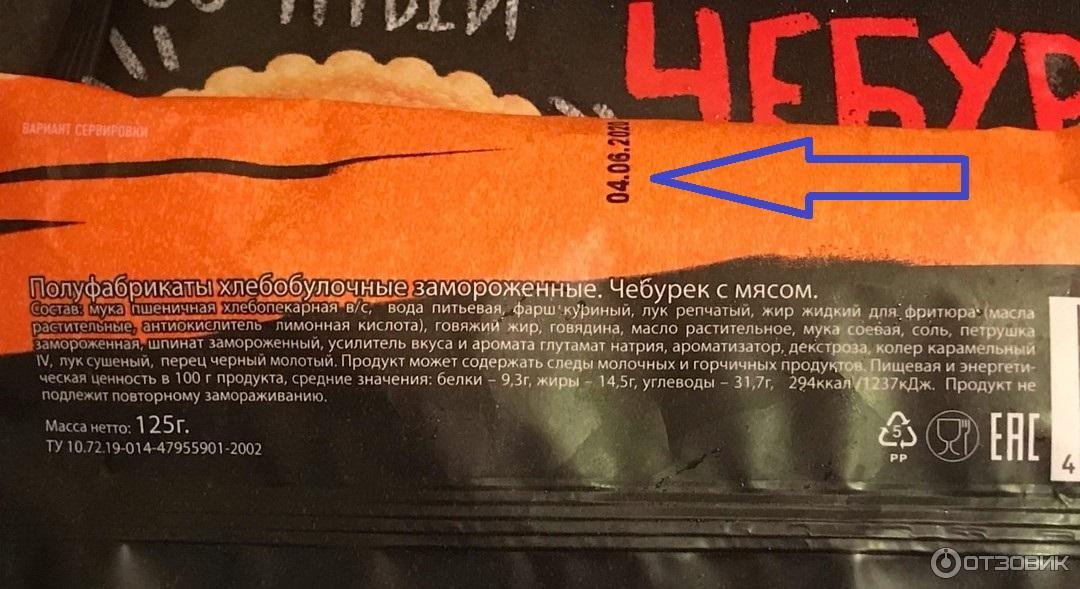 ЧЕБУР
ВАРИАНТ СЕРВИРОВКИ
04.06.2020
Полуфабрикаты хлебобулочные замороженные. Чебурек с мясом.
Состав: мука пшеничная хлебопекарная в/с, вода питьевая, фарш куриный, лук репчатый, жир жидкий для фритюра (масла
растительные, антиокислитель лимонная кислота), говяжий жир, говядина, масло растительное, мука соевая, соль, петрушка
замороженная, шпинат замороженный, усилитель вкуса и аромата глутамат натрия, ароматизатор, декстроза, колер карамельный
IV, лук сушеный, перец черный молотый. Продукт может содержать следы молочных и горчичных продуктов. Пищевая и энергети-
ческая ценность в 100 г продукта, средние значения: белки – 9,3г, жиры – 14,5г, углеводы – 31,7г, 294ккал/1237кДж. Продукт не
подлежит повторному замораживанию.
Масса нетто: 125г.
ТУ 10.72.19-014-47955901-2002
5
PP
EAC
4
ОТЗОВИК